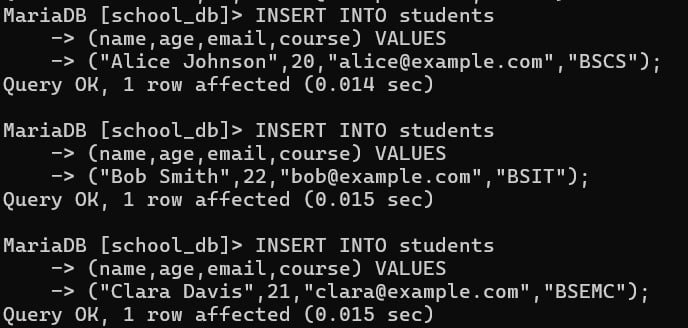 MariaDB [school_db]> INSERT INTO students
-> (name,age,email,course) VALUES
-> ("Alice Johnson",20,"alice@example.com","BSCS");
Query OK, 1 row affected (0.014 sec)
MariaDB [school_db]> INSERT INTO students
-> (name,age,email,course) VALUES
-> ("Bob Smith",22,"bob@example.com","BSIT");
Query OK, 1 row affected (0.015 sec)
MariaDB [school_db]> INSERT INTO students
-> (name,age,email,course) VALUES
-> ("Clara Davis",21,"clara@example.com","BSEMC");
Query OK, 1 row affected (0.015 sec)